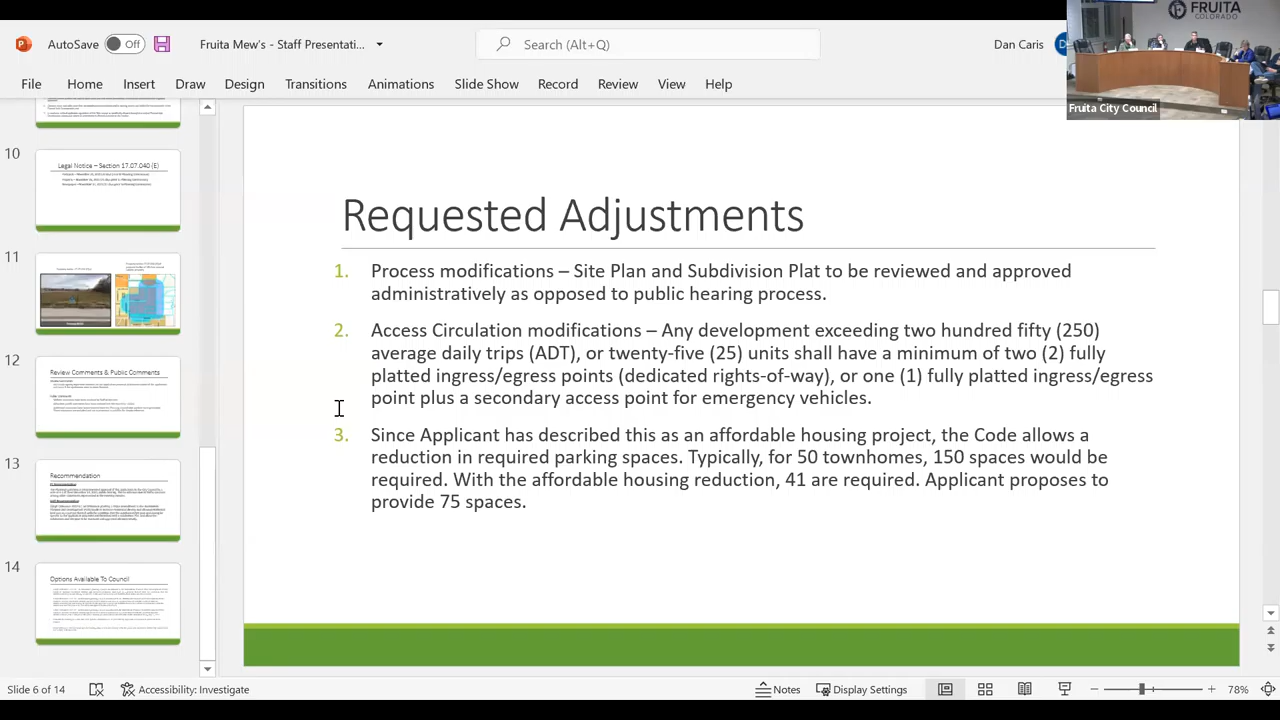 FRUITA
COLORADO
Fruita City Council
AutoSave Off Fruita Mew's - Staff Presentati... Search (Alt+Q) Dan Caris
File Home Insert Draw Design Transitions Animations Slide Show Record Review View Help
10
Legal Notice – Section 17.07.040 (E)
11
12
Review Comments & Public Comments
13
Recommendation
14
Options Available To Council
Requested Adjustments
1. Process modifications – Site Plan and Subdivision Plat to be reviewed and approved
administratively as opposed to public hearing process.
2. Access Circulation modifications – Any development exceeding two hundred fifty (250)
average daily trips (ADT), or twenty-five (25) units shall have a minimum of two (2) fully
platted ingress/egress points (dedicated right-of-way), or one (1) fully platted ingress/egress
point plus a secondary access point for emergency vehicles.
3. Since Applicant has described this as an affordable housing project, the Code allows a
reduction in required parking spaces. Typically, for 50 townhomes, 150 spaces would be
required. With the affordable housing reduction, 41 are required. Applicant proposes to
provide 75 spaces.
Slide 6 of 14 Accessibility: Investigate Notes Display Settings 78%